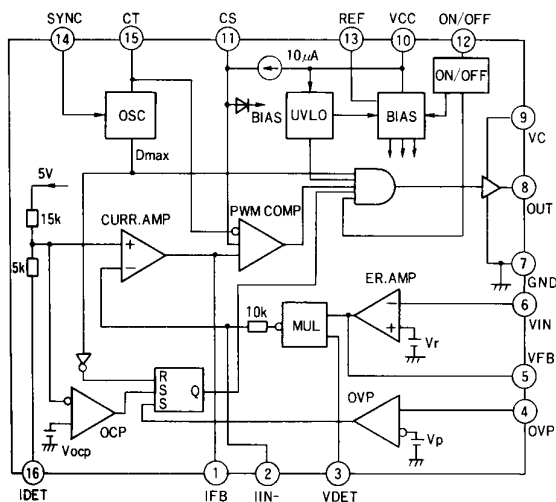 SYNC CT CS REF VCC ON/OFF
14 15 11 13 10 12
10μA
ON/OFF
OSC BIAS UVLO BIAS
9
VC
Dmax
5V
15k
CURR.AMP PWM COMP
8
OUT
+
−
5k
7
GND
10k
MUL
ER.AMP
−
+
6
VIN
Vr
VFB
5
R
S
S
Q
OVP
4
OVP
Vocp
OCP
Vp
16 1 2 3
IDET IFB IIN- VDET